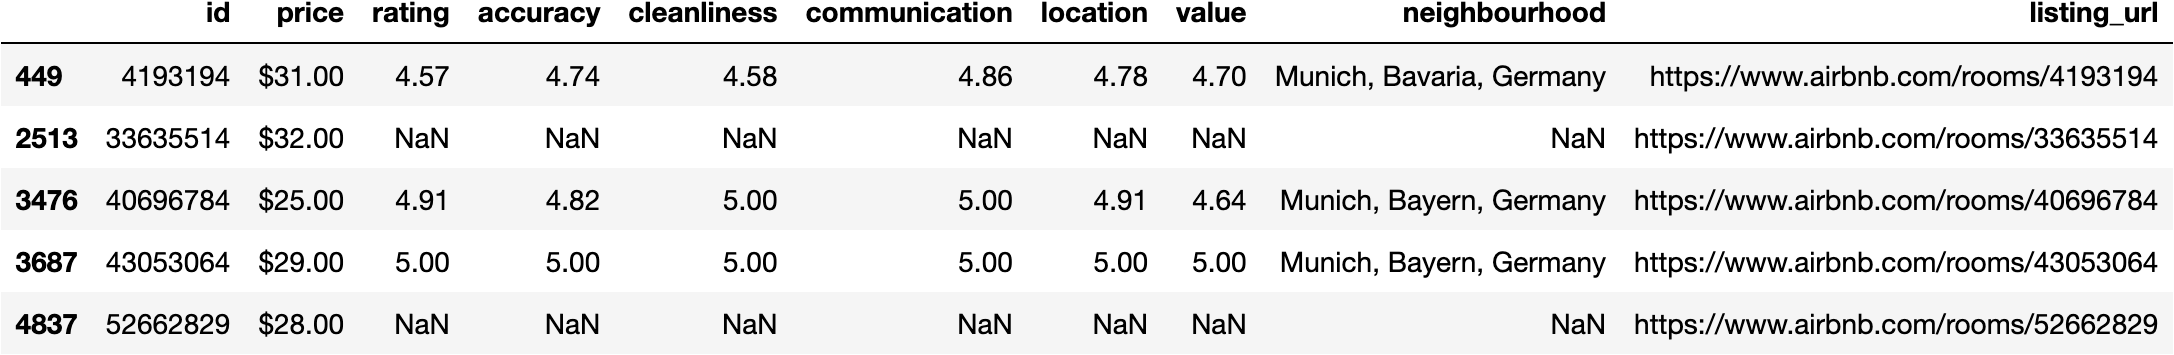 id price rating accuracy cleanliness communication location value neighbourhood listing_url
449 4193194 $31.00 4.57 4.74 4.58 4.86 4.78 4.70 Munich, Bavaria, Germany https://www.airbnb.com/rooms/4193194
2513 33635514 $32.00 NaN NaN NaN NaN NaN NaN NaN https://www.airbnb.com/rooms/33635514
3476 40696784 $25.00 4.91 4.82 5.00 5.00 4.91 4.64 Munich, Bayern, Germany https://www.airbnb.com/rooms/40696784
3687 43053064 $29.00 5.00 5.00 5.00 5.00 5.00 5.00 Munich, Bayern, Germany https://www.airbnb.com/rooms/43053064
4837 52662829 $28.00 NaN NaN NaN NaN NaN NaN NaN https://www.airbnb.com/rooms/52662829